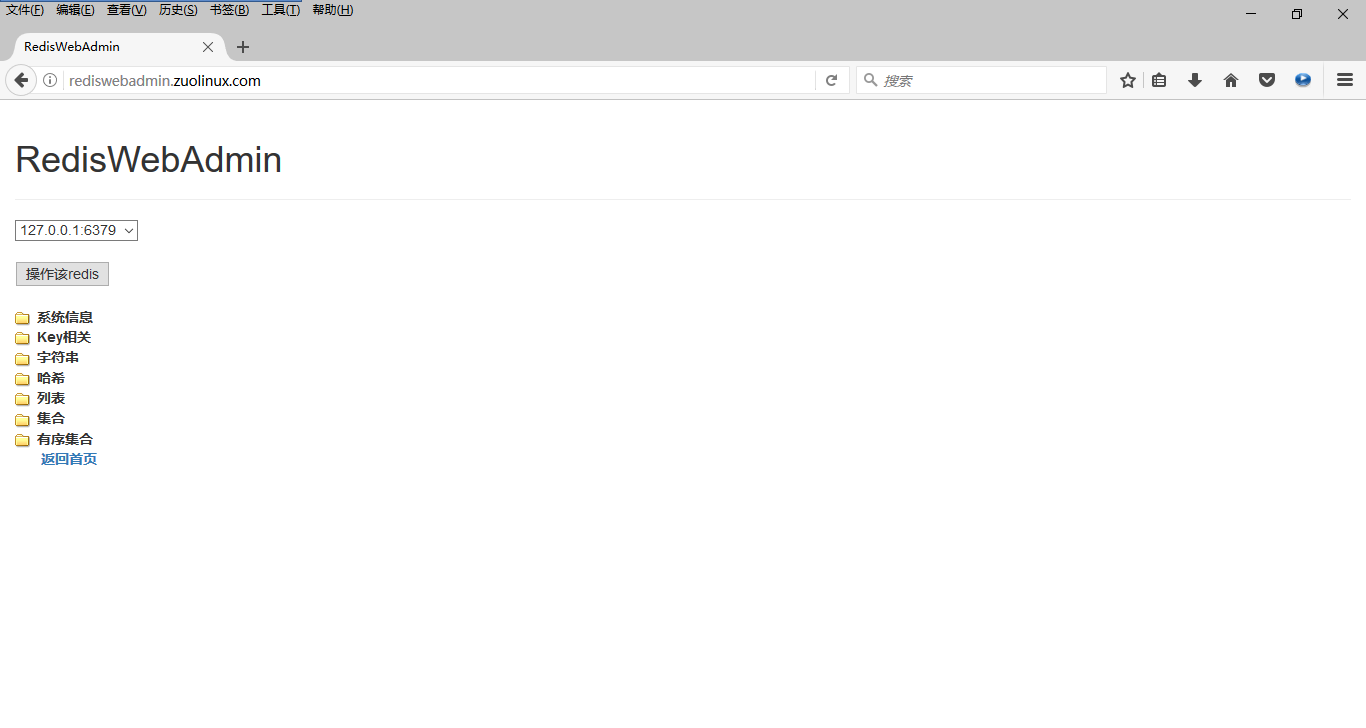 文件(F) 编辑(E) 查看(V) 历史(S) 书签(B) 工具(T) 帮助(H)
RedisWebAdmin
rediswebadmin.zuolinux.com 搜索
RedisWebAdmin
127.0.0.1:6379
操作该redis
系统信息
Key相关
字符串
哈希
列表
集合
有序集合
返回首页